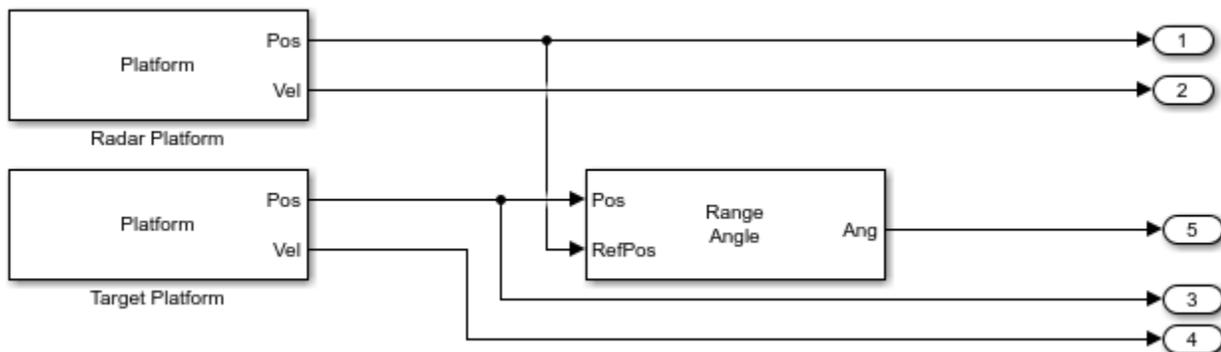 Pos
1
Platform
Vel
2
Radar Platform
Pos
Pos
Range
Angle
Platform
Ang
5
Vel
RefPos
Target Platform
3
4